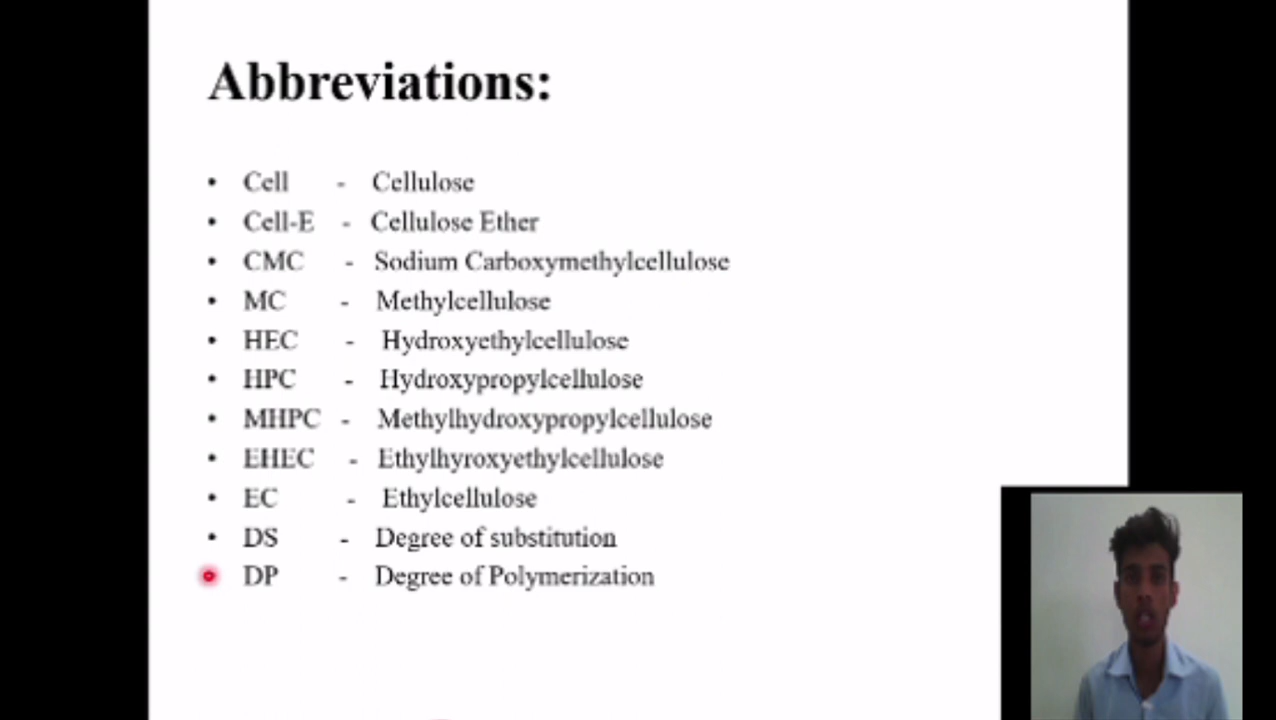 Abbreviations:
• Cell - Cellulose
• Cell-E - Cellulose Ether
• CMC - Sodium Carboxymethylcellulose
• MC - Methylcellulose
• HEC - Hydroxyethylcellulose
• HPC - Hydroxypropylcellulose
• MHPC - Methylhydroxypropylcellulose
• EHEC - Ethylhyroxyethylcellulose
• EC - Ethylcellulose
• DS - Degree of substitution
• DP - Degree of Polymerization